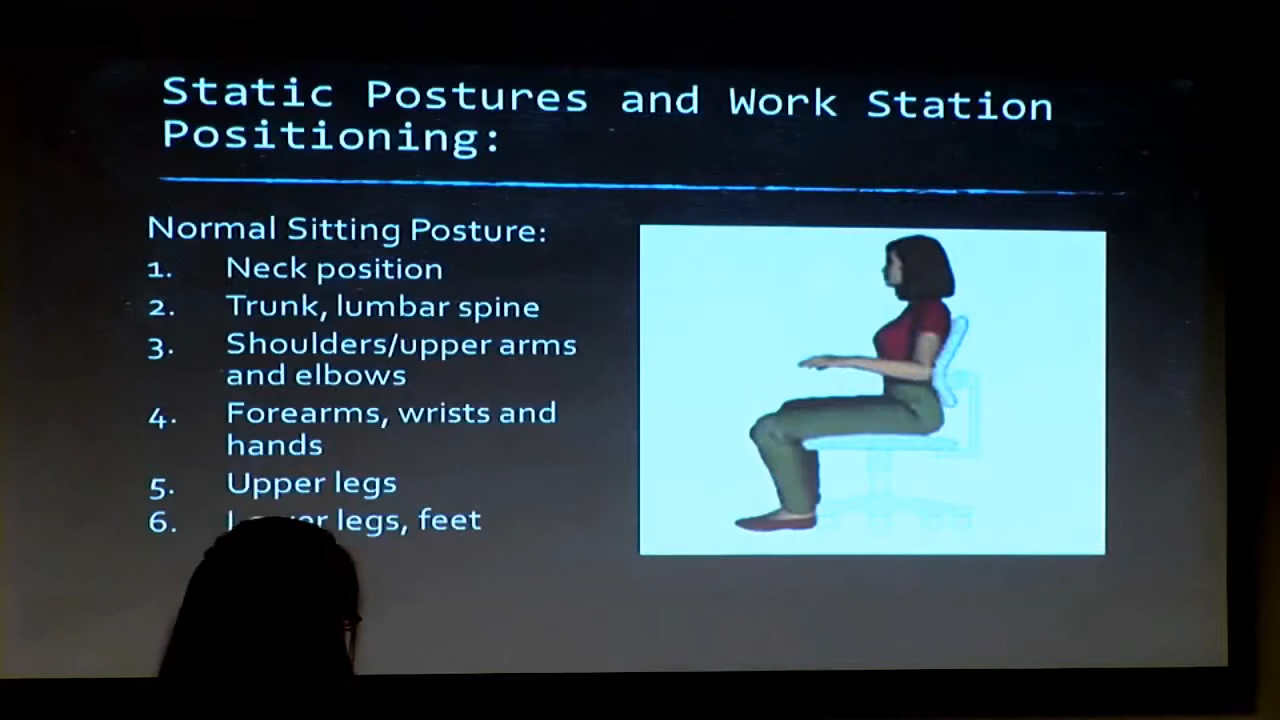 Static Postures and Work Station
Positioning:
Normal Sitting Posture:
1. Neck position
2. Trunk, lumbar spine
3. Shoulders/upper arms
and elbows
4. Forearms, wrists and
hands
5. Upper legs
6. Lower legs, feet